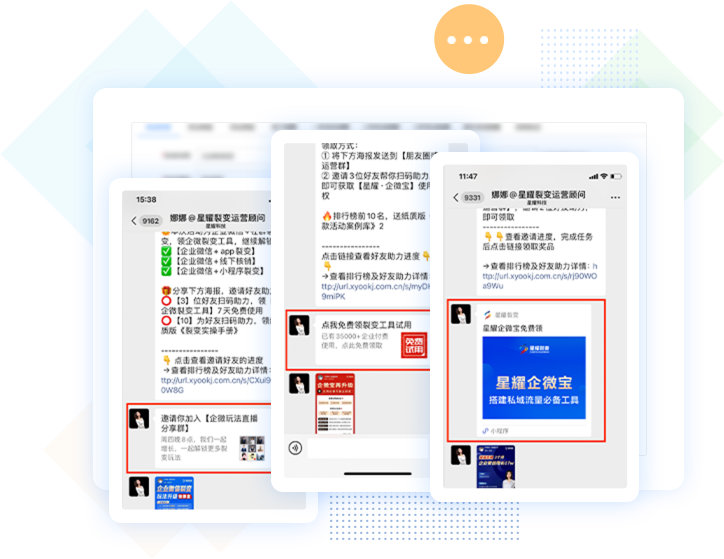 15:38
9162
娜娜@星耀裂变运营顾问
星耀科技
变,领企微裂变工具,继续解锁
✅【企业微信+app裂变】
✅【企业微信+线下核销】
✅【企业微信+小程序裂变】
🎁分享下方海报,邀请好友助力
⭕【3】位好友扫码助力,领
企微裂变工具】7天免费使用
⭕【10】为好友扫码助力,领
质版《裂变实操手册》
----------------
👇点击查看邀请好友的进度
→查看排行榜及好友助力详情:
ttp://url.xyookj.com.cn/s/CXul9
0W8G
邀请你加入【企微玩法直播
分享群】
周四晚8点,我们一起
增长,一起解锁更多裂
变玩法
企业微信裂变
玩法升级
领取方式:
① 将下方海报发送到【朋友圈
运营群】
② 邀请3位好友帮你扫码助力
即可获取【星耀·企微宝】使用
权
🔥排行榜前10名,送纸质版
款活动案例库》2
----------------
点击链接查看好友助力进度👇
👇
→查看排行榜及好友助力详情:
ttp://url.xyookj.com.cn/s/myDH
9miPK
点我免费领裂变工具试用
已有35000+企业付费
使用,点此免费领取
免费
试用
企微宝再升级
11:47
9331
娜娜@星耀裂变运营顾问
星耀科技
即可领取
----------------
👇👇查看邀请进度,完成任务
后点击链接领取奖品
→查看排行榜及好友助力详情:h
ttp://url.xyookj.com.cn/s/rj90WO
a9Wu
星耀裂变
星耀企微宝免费领
星耀科技
星耀企微宝
搭建私域流量必备工具
小程序